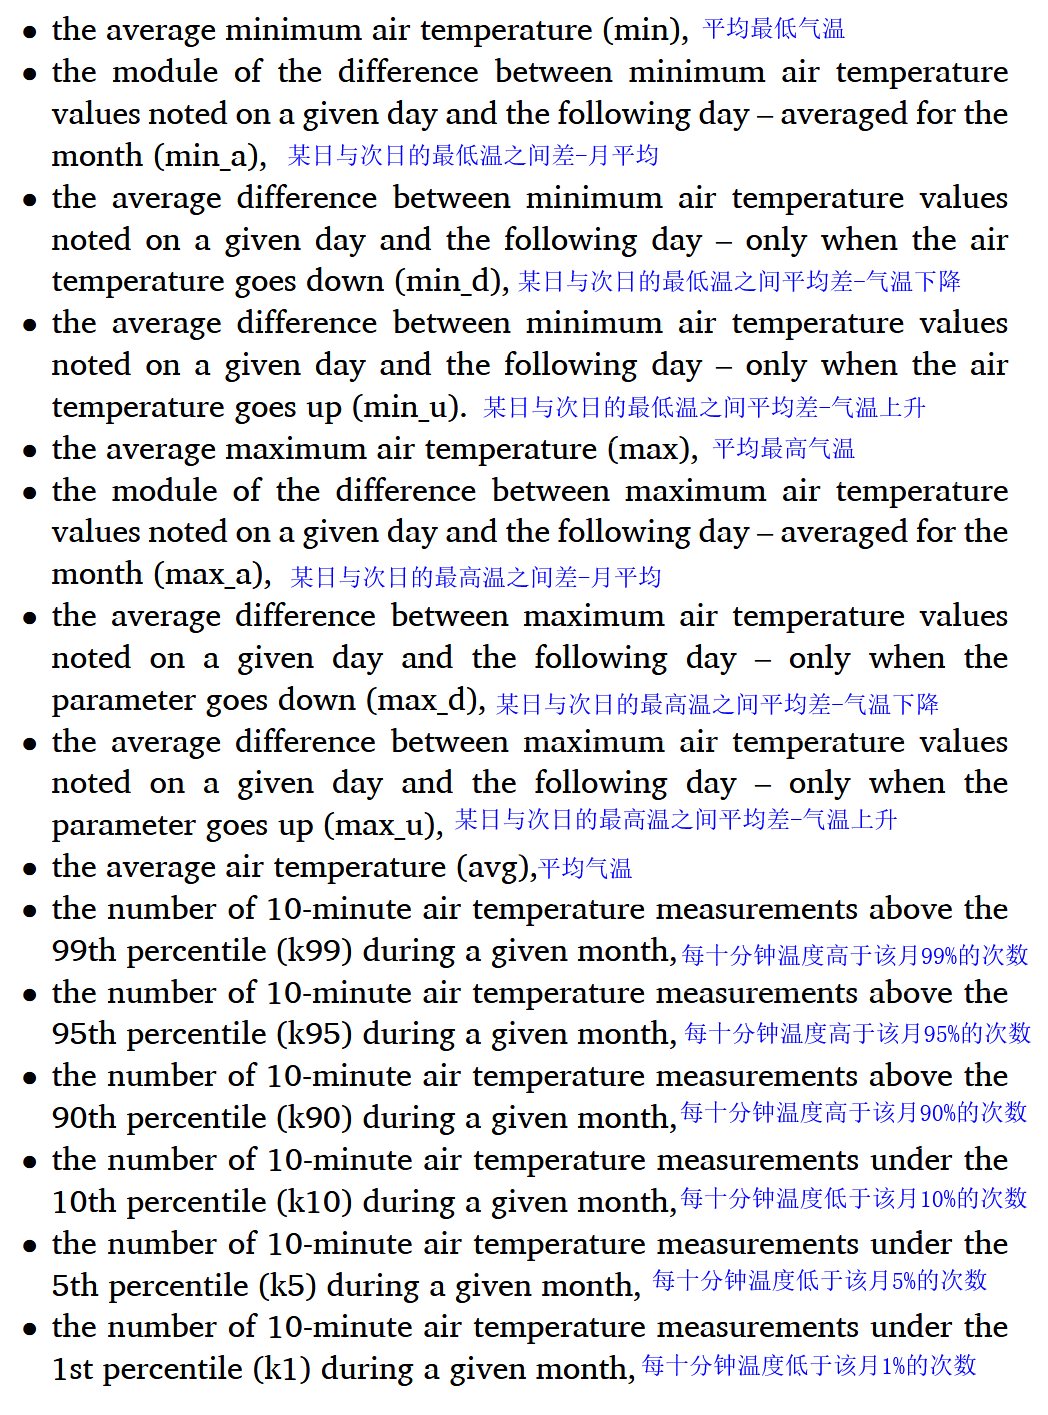 • the average minimum air temperature (min), 平均最低气温
• the module of the difference between minimum air temperature
values noted on a given day and the following day – averaged for the
month (min_a), 某日与次日的最低温之间差-月平均
• the average difference between minimum air temperature values
noted on a given day and the following day – only when the air
temperature goes down (min_d), 某日与次日的最低温之间平均差-气温下降
• the average difference between minimum air temperature values
noted on a given day and the following day – only when the air
temperature goes up (min_u). 某日与次日的最低温之间平均差-气温上升
• the average maximum air temperature (max), 平均最高气温
• the module of the difference between maximum air temperature
values noted on a given day and the following day – averaged for the
month (max_a), 某日与次日的最高温之间差-月平均
• the average difference between maximum air temperature values
noted on a given day and the following day – only when the
parameter goes down (max_d), 某日与次日的最高温之间平均差-气温下降
• the average difference between maximum air temperature values
noted on a given day and the following day – only when the
parameter goes up (max_u), 某日与次日的最高温之间平均差-气温上升
• the average air temperature (avg),平均气温
• the number of 10-minute air temperature measurements above the
99th percentile (k99) during a given month,每十分钟温度高于该月99%的次数
• the number of 10-minute air temperature measurements above the
95th percentile (k95) during a given month, 每十分钟温度高于该月95%的次数
• the number of 10-minute air temperature measurements above the
90th percentile (k90) during a given month,每十分钟温度高于该月90%的次数
• the number of 10-minute air temperature measurements under the
10th percentile (k10) during a given month,每十分钟温度低于该月10%的次数
• the number of 10-minute air temperature measurements under the
5th percentile (k5) during a given month, 每十分钟温度低于该月5%的次数
• the number of 10-minute air temperature measurements under the
1st percentile (k1) during a given month,每十分钟温度低于该月1%的次数